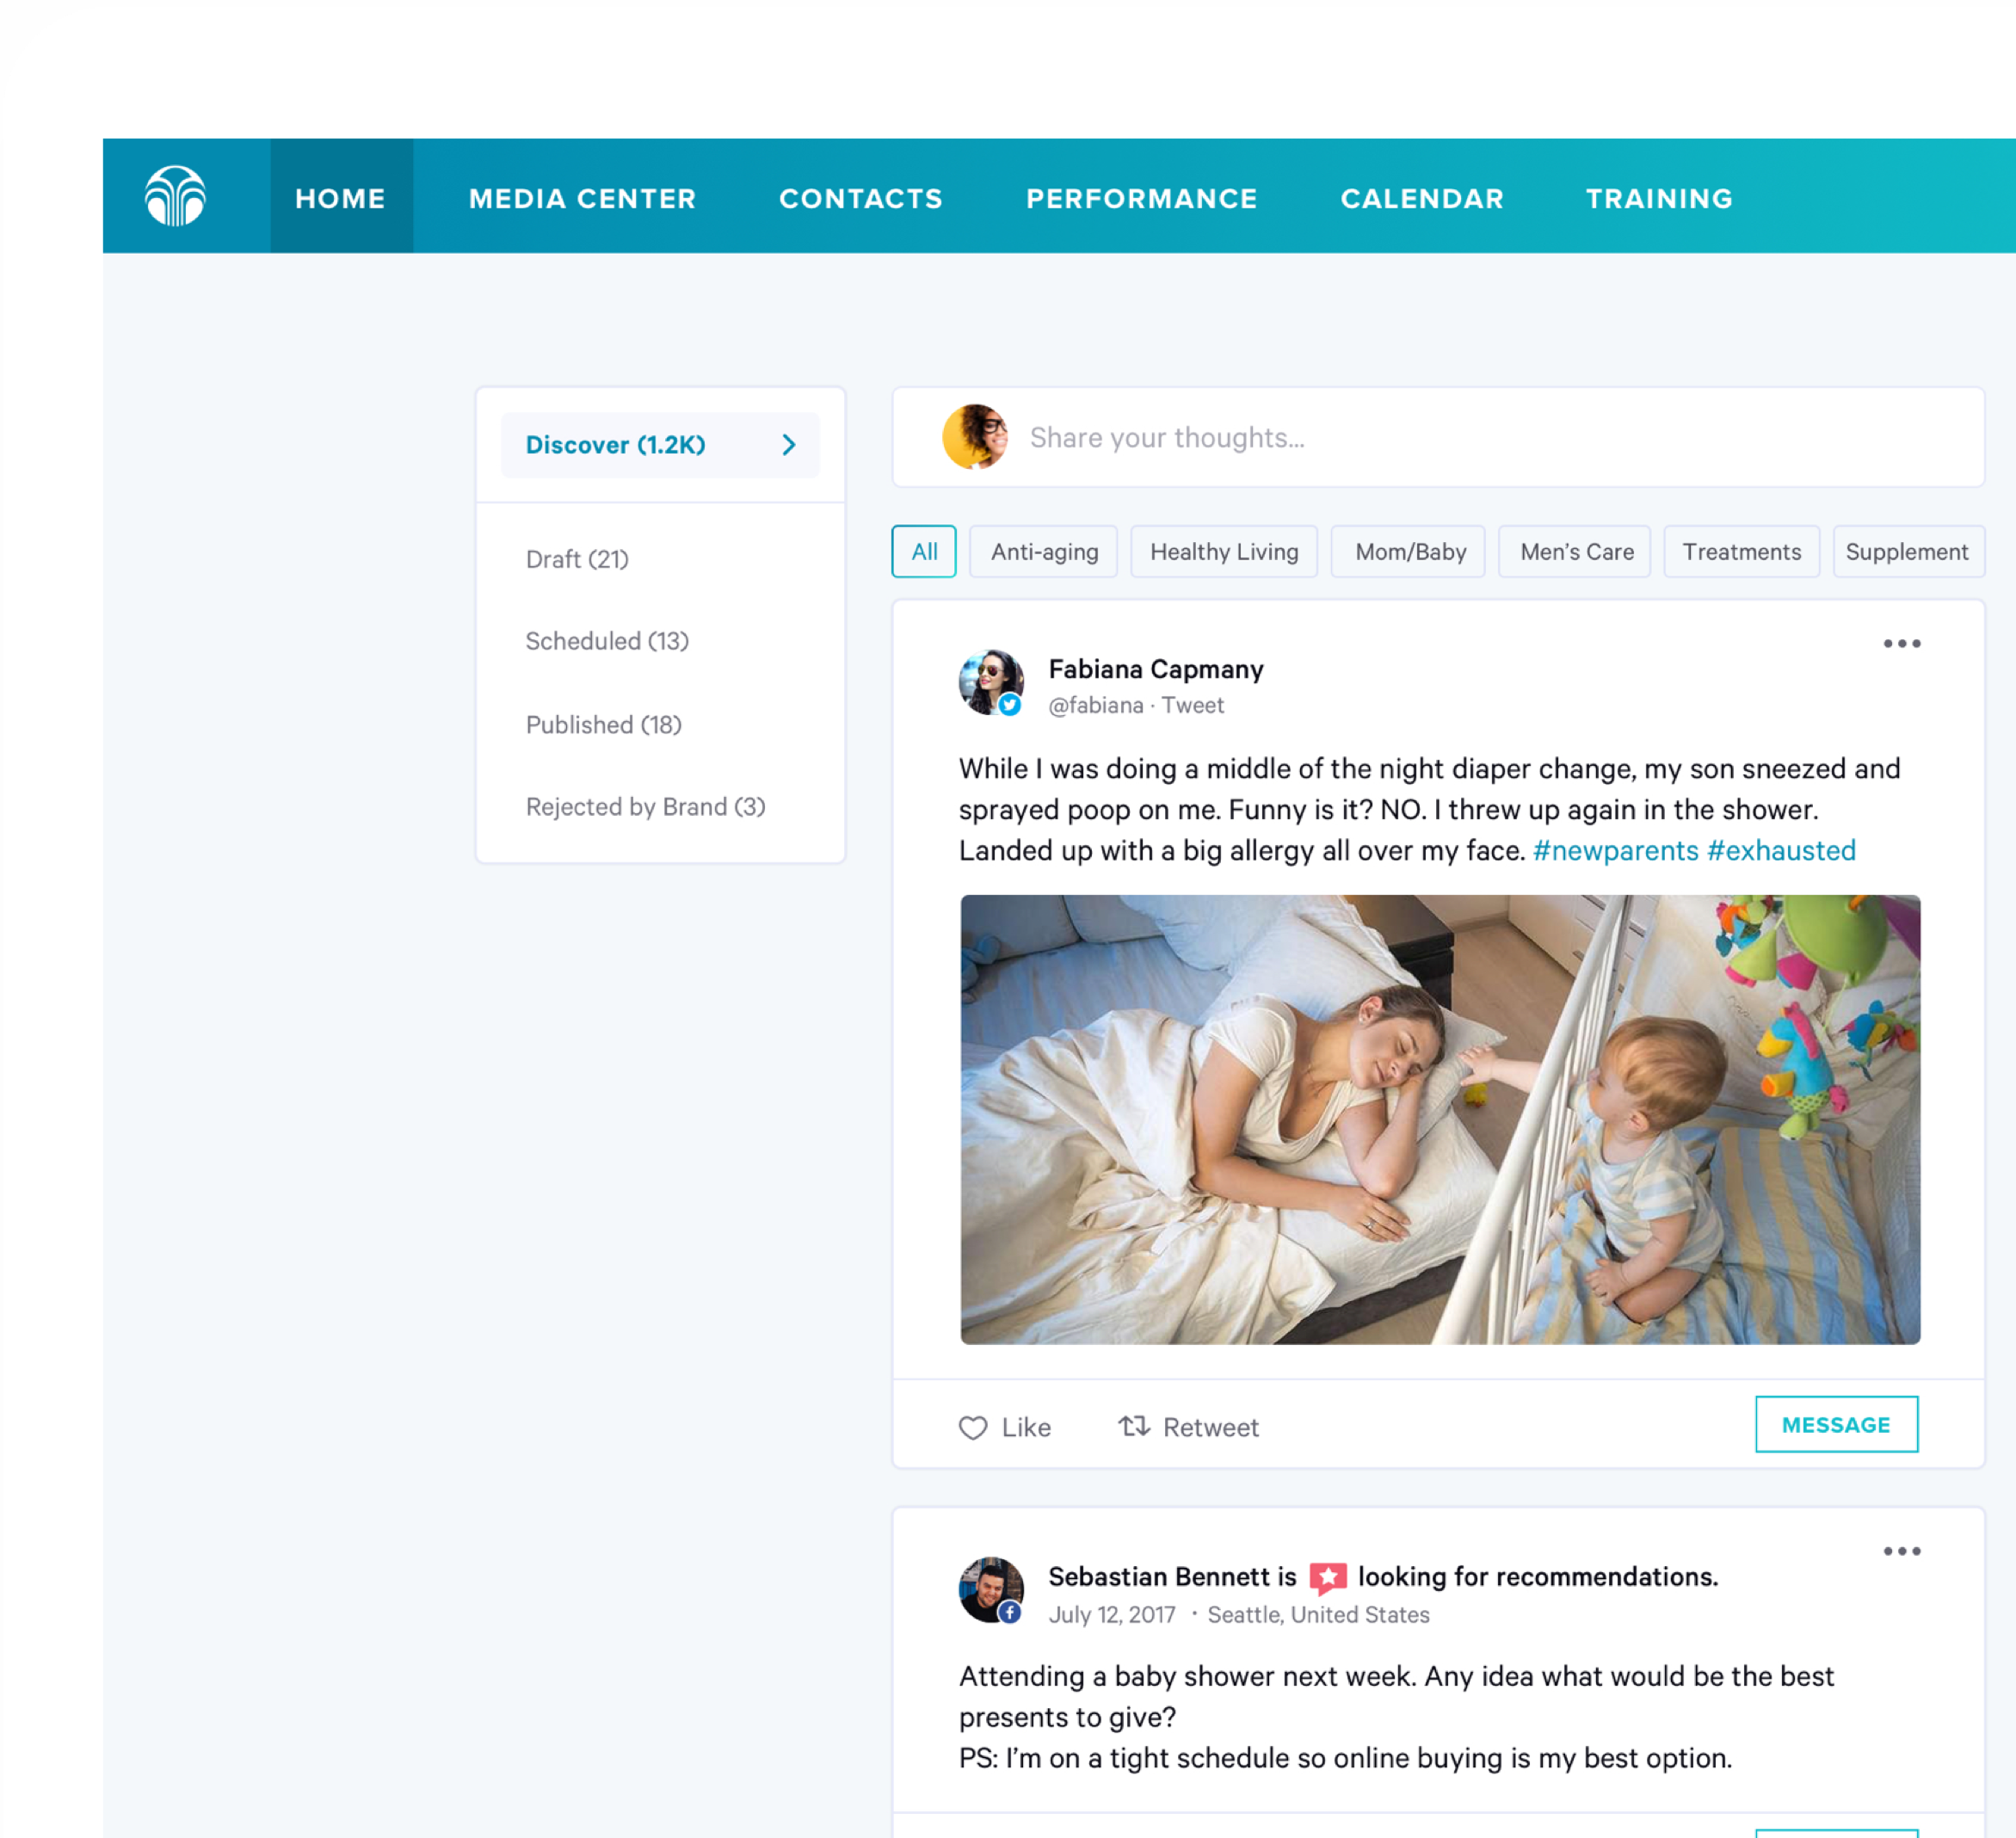 HOME MEDIA CENTER CONTACTS PERFORMANCE CALENDAR TRAINING
Discover (1.2K)
Draft (21)
Scheduled (13)
Published (18)
Rejected by Brand (3)
Share your thoughts...
All Anti-aging Healthy Living Mom/Baby Men's Care Treatments Supplement
Fabiana Capmany
@fabiana · Tweet
While I was doing a middle of the night diaper change, my son sneezed and
sprayed poop on me. Funny is it? NO. I threw up again in the shower.
Landed up with a big allergy all over my face. #newparents #exhausted
Like Retweet MESSAGE
Sebastian Bennett is looking for recommendations.
July 12, 2017 · Seattle, United States
Attending a baby shower next week. Any idea what would be the best
presents to give?
PS: I'm on a tight schedule so online buying is my best option.